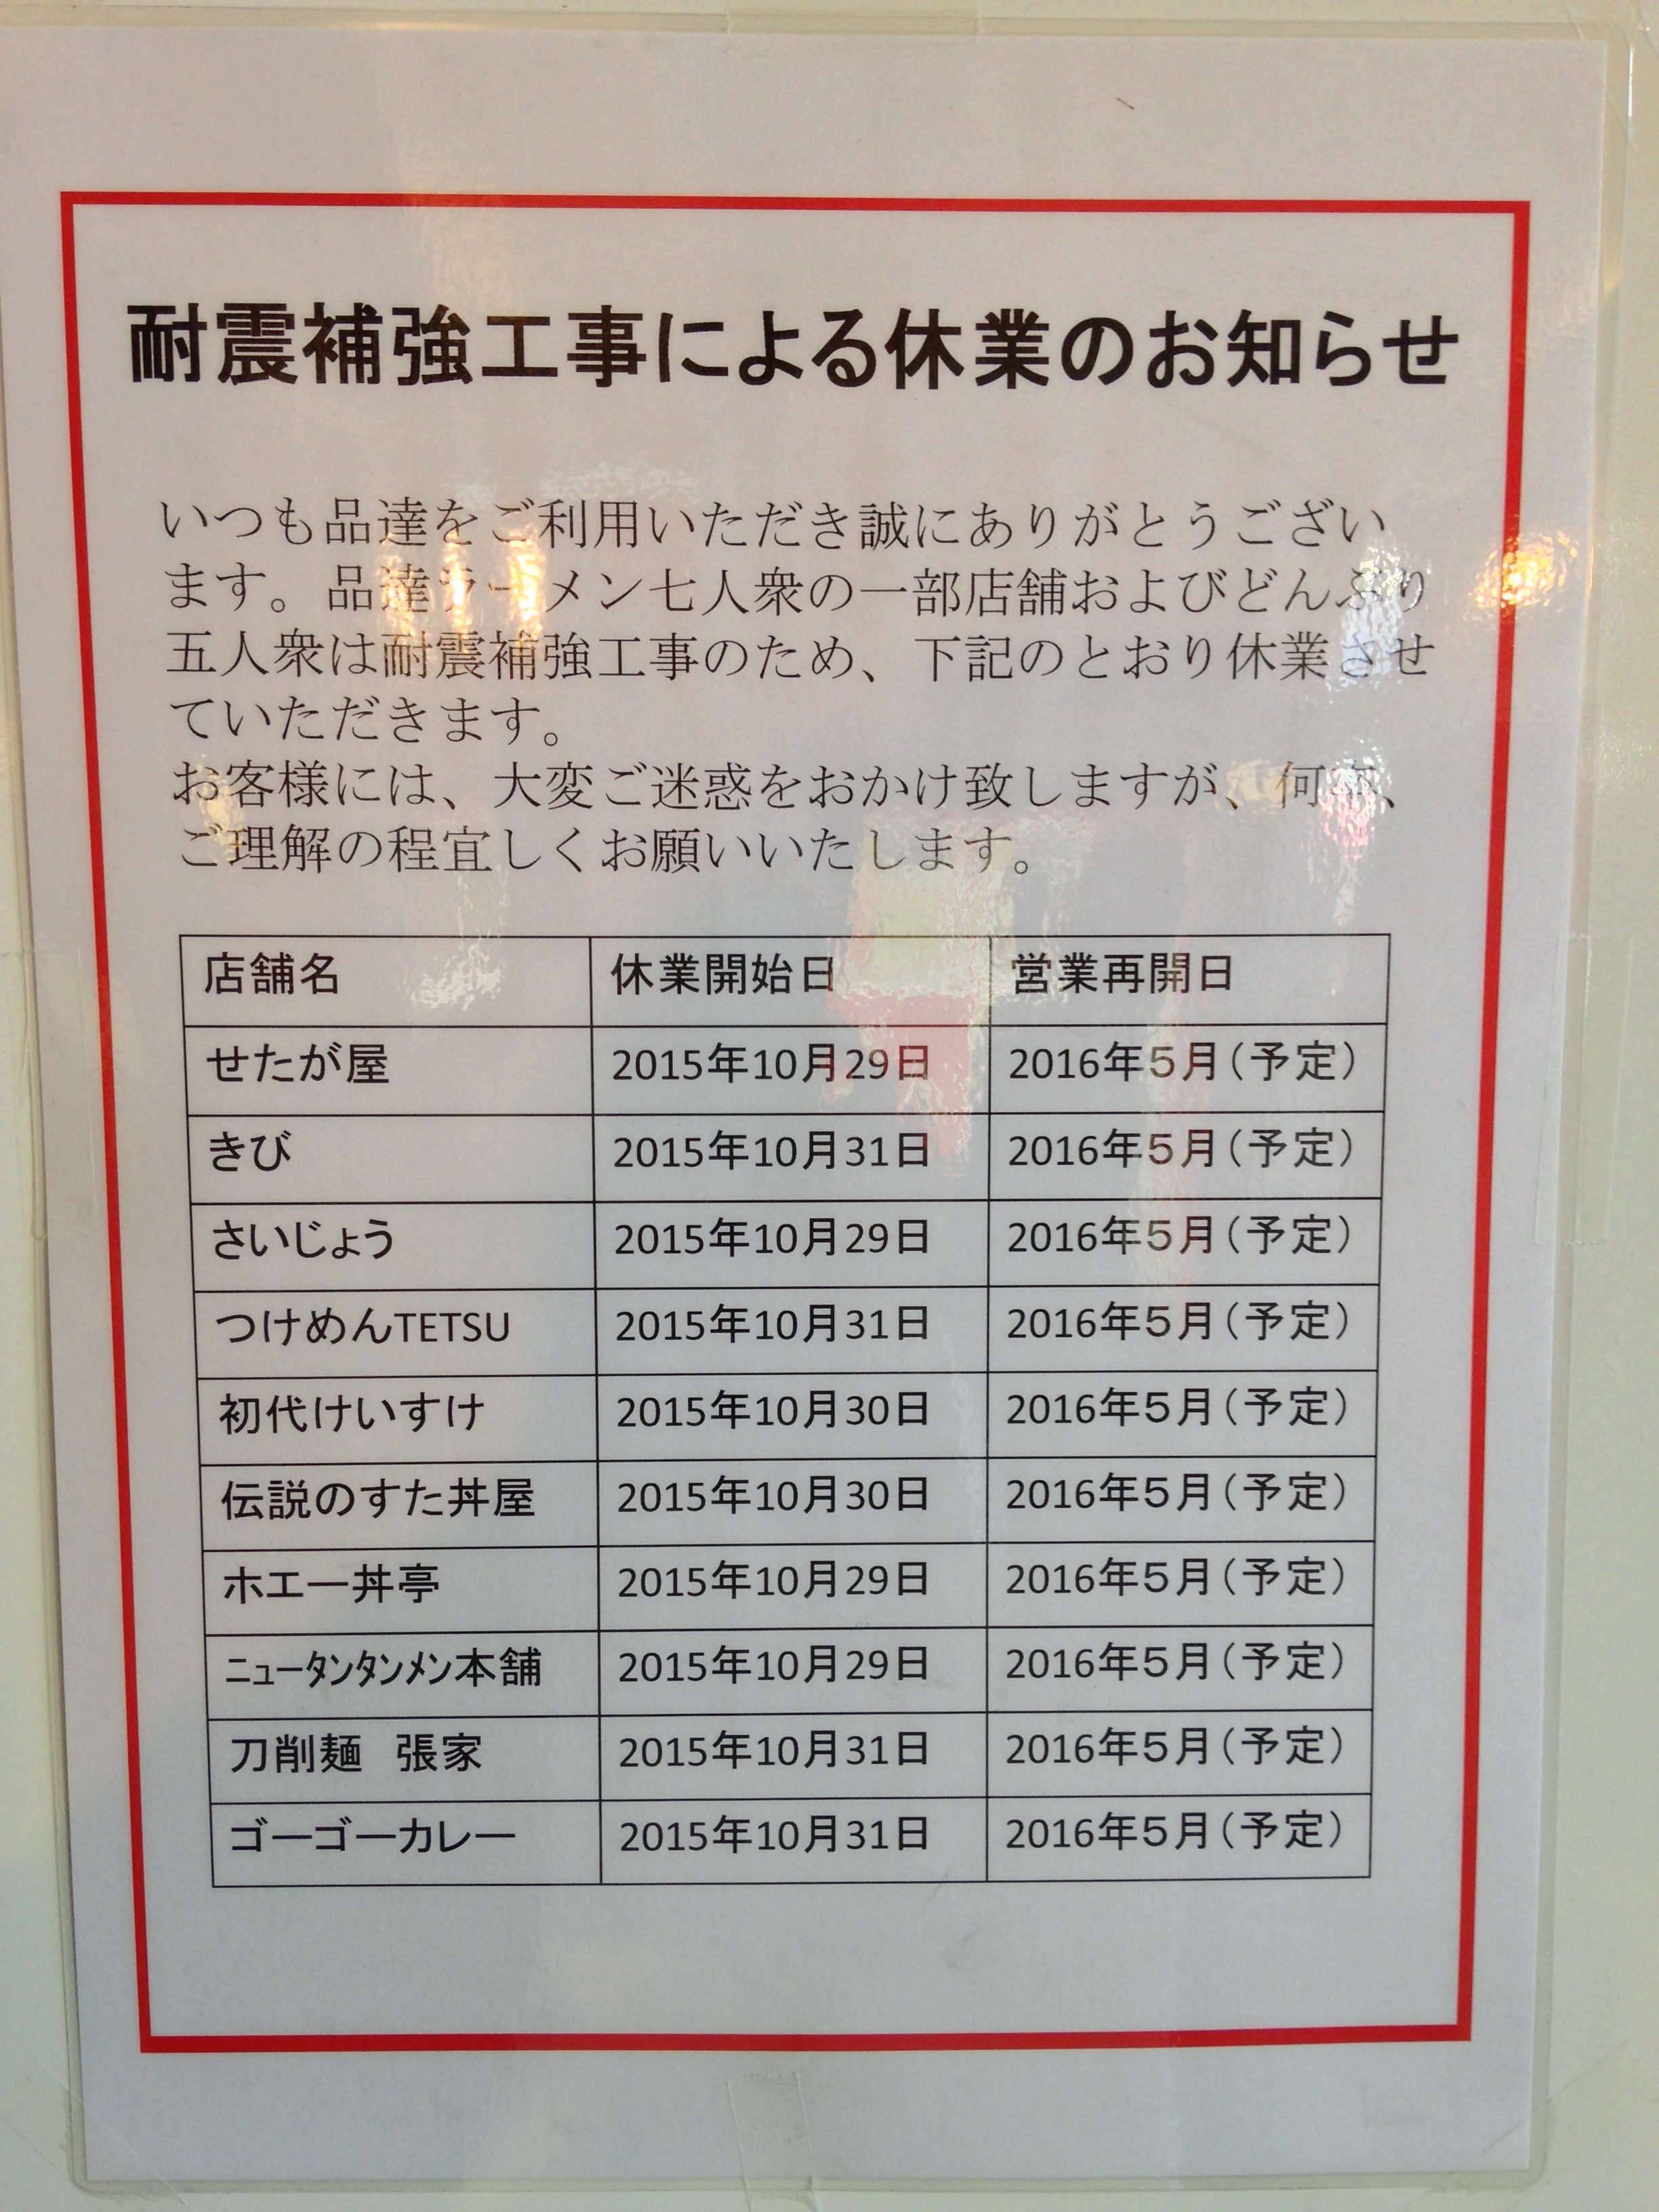 耐震補強工事による休業のお知らせ
いつも品達をご利用いただき誠にありがとうござい
ます。品達ラーメン七人衆の一部店舗およびどんぶり
五人衆は耐震補強工事のため、下記のとおり休業させ
ていただきます。
お客様には、大変ご迷惑をおかけ致しますが、何卒、
ご理解の程宜しくお願いいたします。
店舗名 休業開始日 営業再開日
せたが屋 2015年10月29日 2016年5月(予定)
きび 2015年10月31日 2016年5月(予定)
さいじょう 2015年10月29日 2016年5月(予定)
つけめんTETSU 2015年10月31日 2016年5月(予定)
初代けいすけ 2015年10月30日 2016年5月(予定)
伝説のすた丼屋 2015年10月30日 2016年5月(予定)
ホエー丼亭 2015年10月29日 2016年5月(予定)
ニュータンタンメン本舗 2015年10月29日 2016年5月(予定)
刀削麺　張家 2015年10月31日 2016年5月(予定)
ゴーゴーカレー 2015年10月31日 2016年5月(予定)